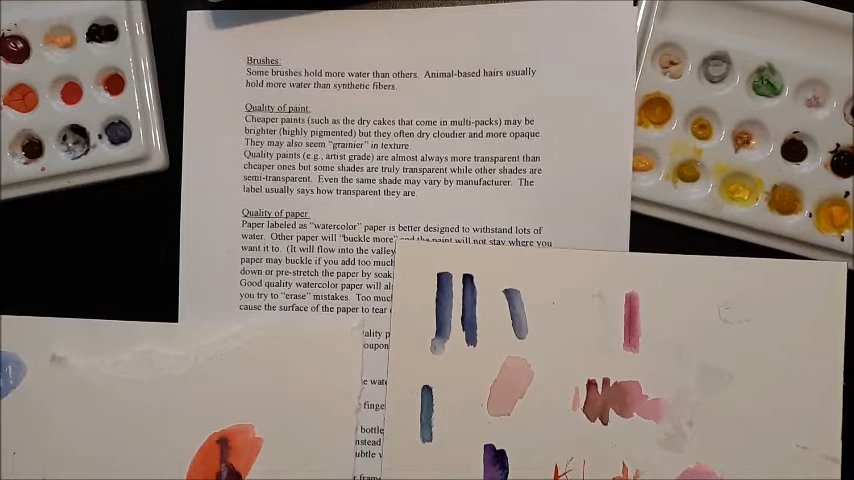 Brushes:
Some brushes hold more water than others. Animal-based hairs usually
hold more water than synthetic fibers.
Quality of paint:
Cheaper paints (such as the dry cakes that come in multi-packs) may be
brighter (highly pigmented) but they often dry cloudier and more opaque.
They may also seem "grainier" in texture.
Quality paints (e.g., artist grade) are almost always more transparent than
cheaper ones but some shades are truly transparent while other shades are
semi-transparent. Even the same shade may vary by manufacturer. The
label usually says how transparent they are.
Quality of paper:
Paper labeled as "watercolor" paper is better designed to withstand lots of
water. Other paper will "buckle more" and the paint will not stay where you
want it to. (It will flow into the valley
paper may buckle if you add too much
down or pre-stretch the paper by soak
Good quality watercolor paper will al
you try to "erase" mistakes. Too muc
cause the surface of the paper to tear
ality p
oupon
e wat
finge
bottle
nstead
ubtle
r fram